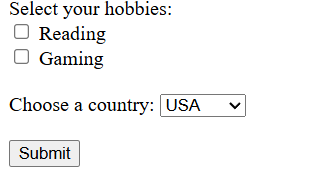 Select your hobbies:
Reading
Gaming
Choose a country: USA
Submit